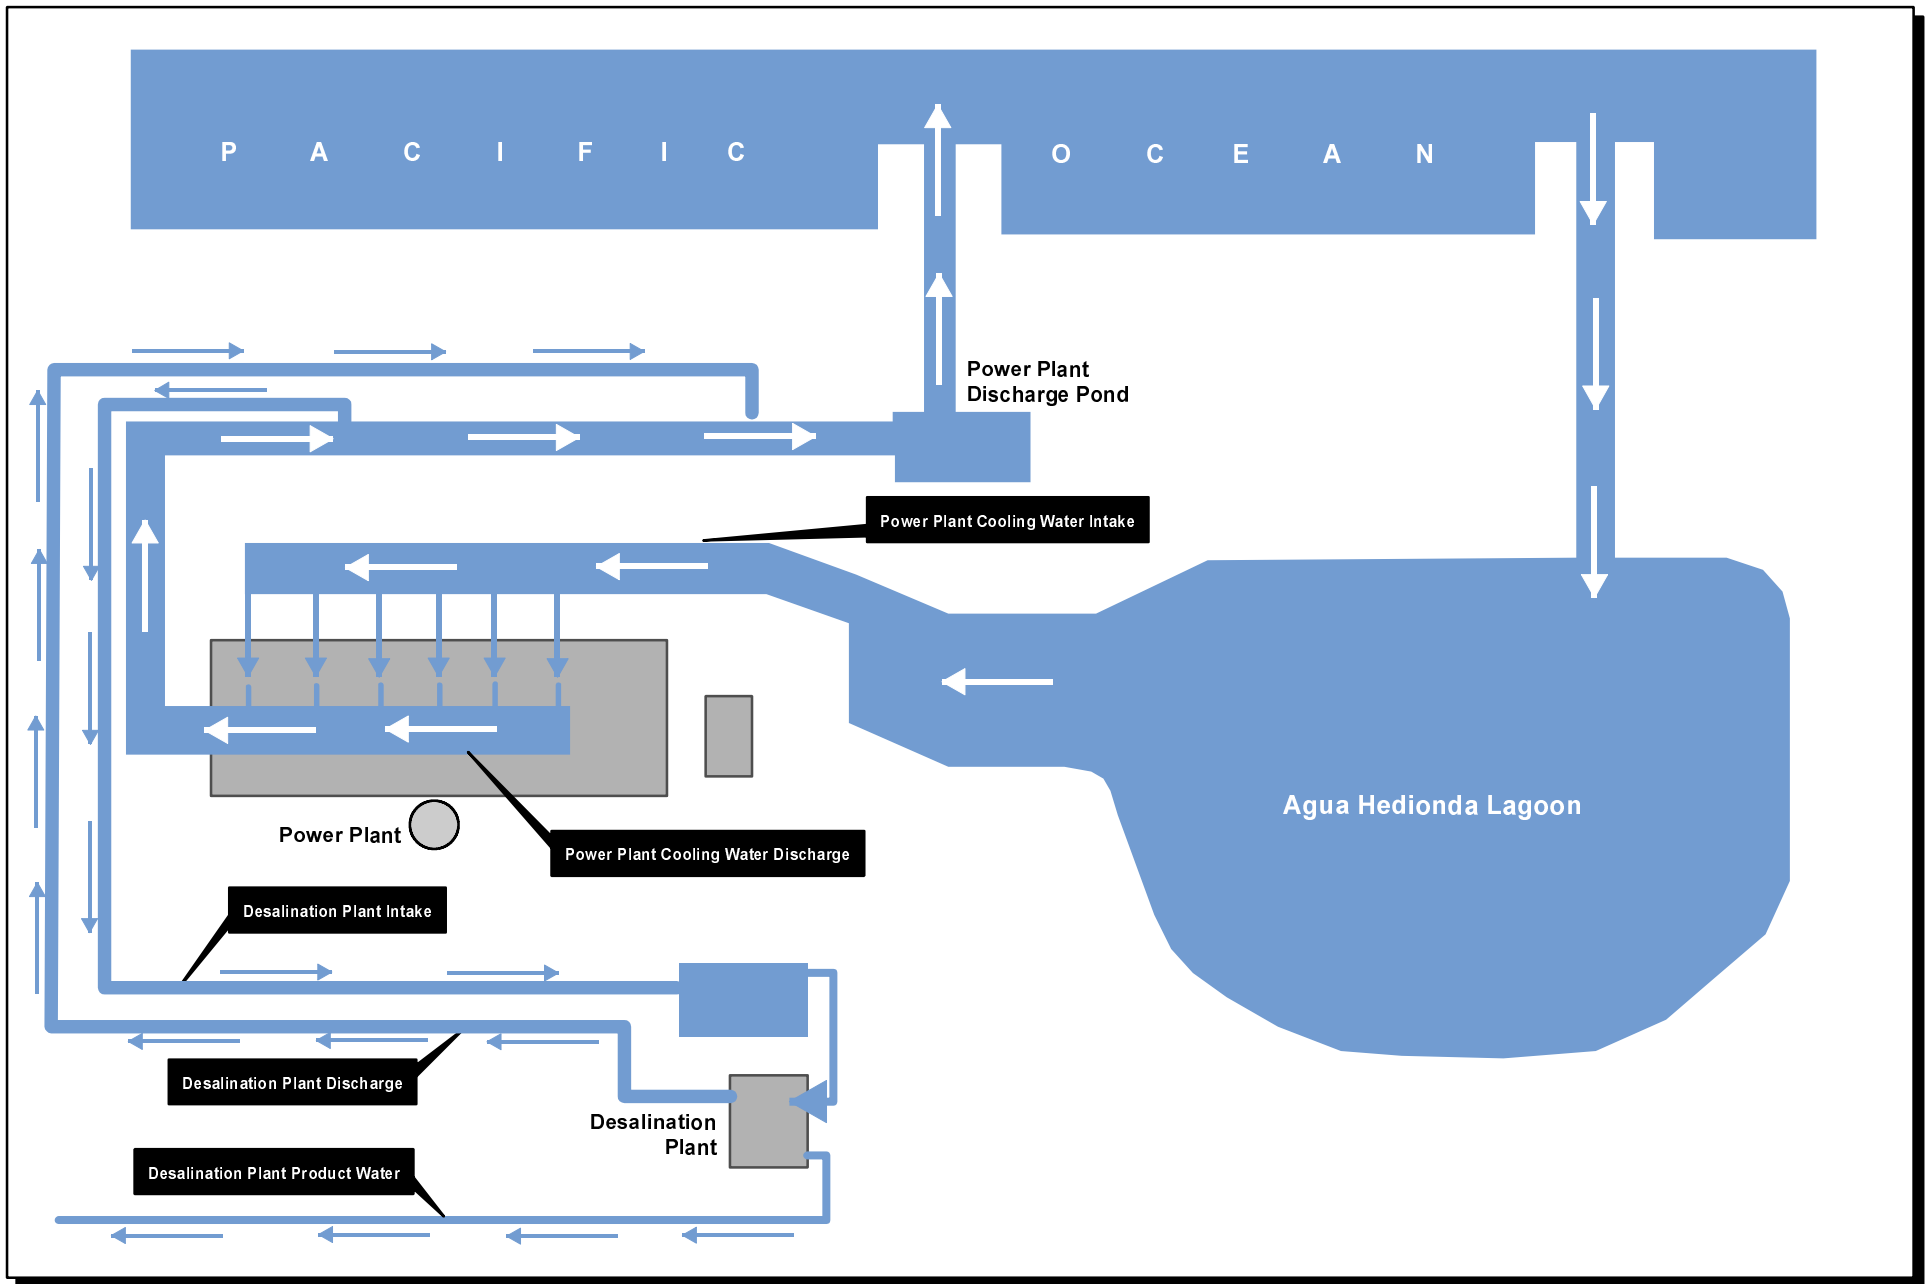 P A C I F I C O C E A N
Power Plant
Discharge Pond
Power Plant Cooling Water Intake
Agua Hedionda Lagoon
Power Plant
Power Plant Cooling Water Discharge
Desalination Plant Intake
Desalination Plant Discharge
Desalination
Plant
Desalination Plant Product Water